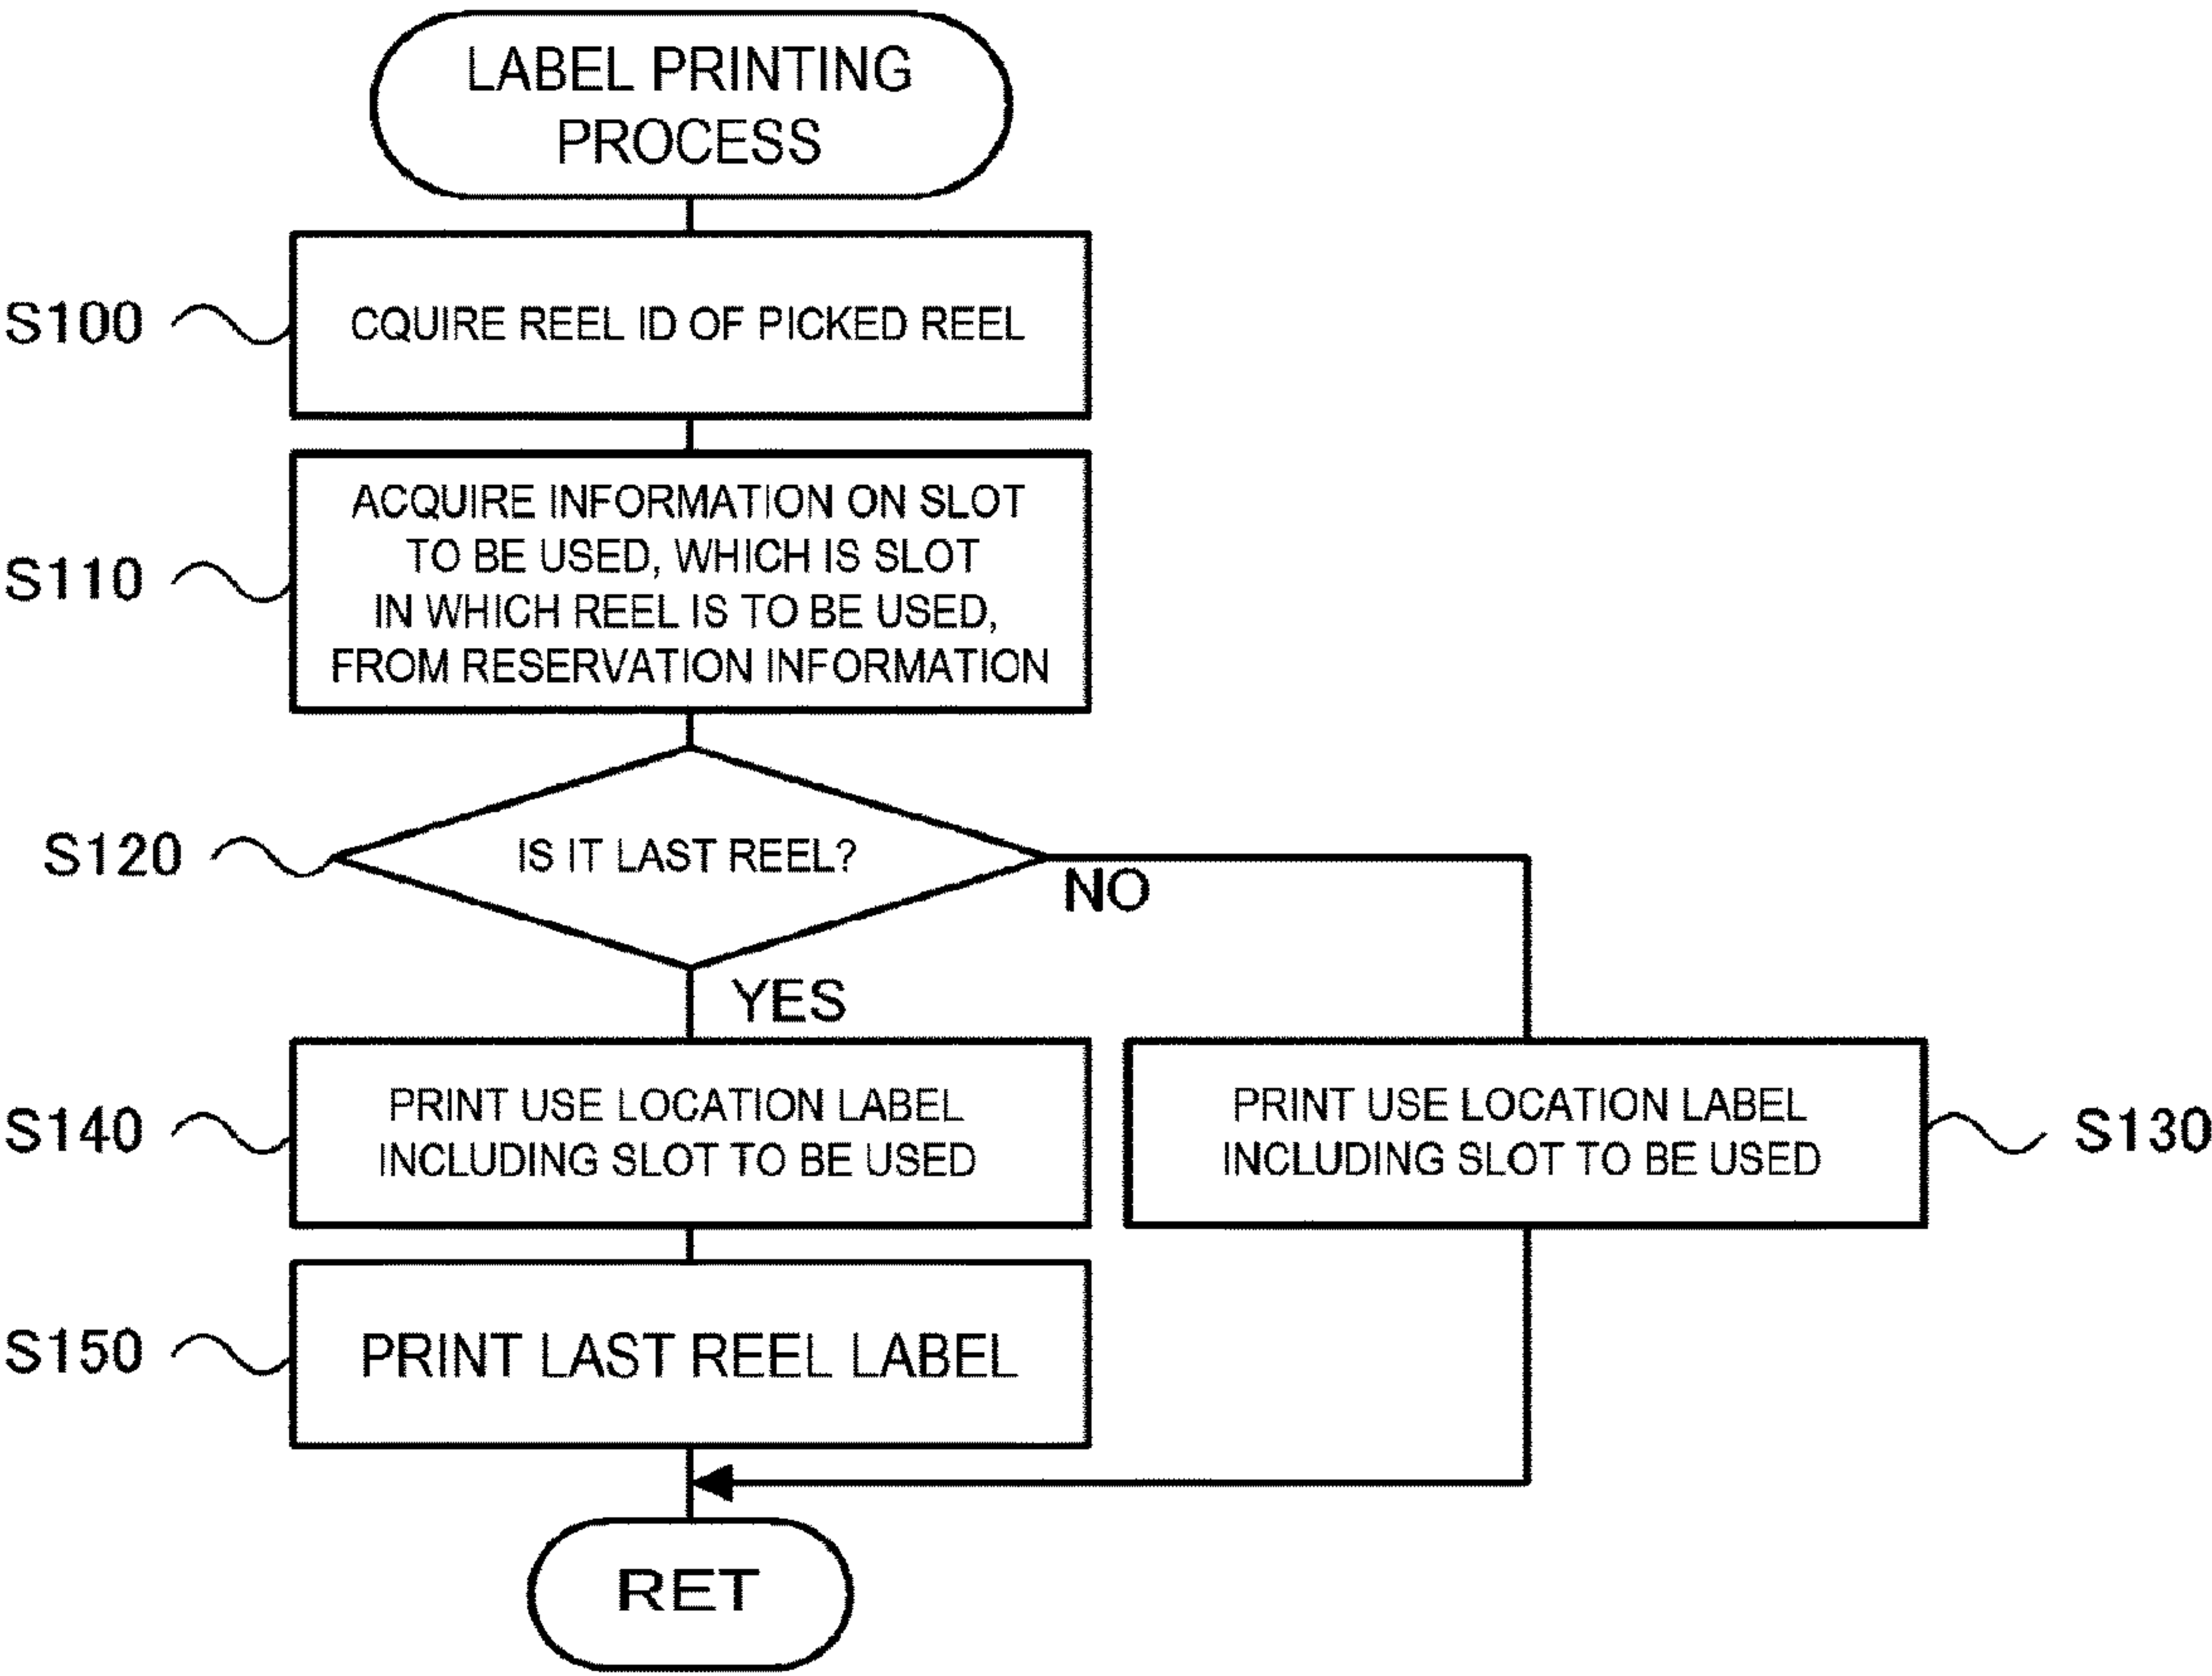 LABEL PRINTING
PROCESS
S100
CQUIRE REEL ID OF PICKED REEL
S110
ACQUIRE INFORMATION ON SLOT
TO BE USED, WHICH IS SLOT
IN WHICH REEL IS TO BE USED,
FROM RESERVATION INFORMATION
S120
IS IT LAST REEL?
NO
YES
S140
PRINT USE LOCATION LABEL
INCLUDING SLOT TO BE USED
PRINT USE LOCATION LABEL
INCLUDING SLOT TO BE USED
S130
S150
PRINT LAST REEL LABEL
RET